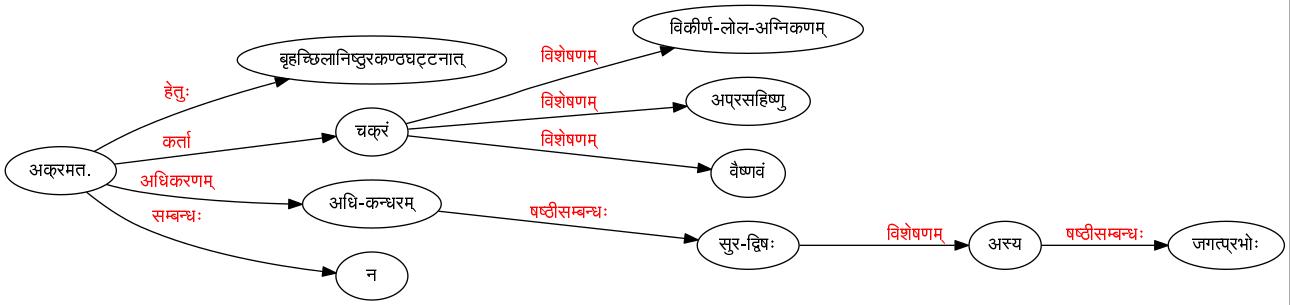 विकीर्ण-लोल-अग्निकणम्
विशेषणम्
बृहच्छिलानिष्ठुरकण्ठघट्टनात्
हेतुः
विशेषणम्
अप्रसहिष्णु
चक्रं
कर्ता
विशेषणम्
वैष्णवं
अक्रमत.
अधिकरणम्
अधि-कन्धरम्
सम्बन्धः
षष्ठीसम्बन्धः
सुर-द्विषः
विशेषणम्
अस्य
षष्ठीसम्बन्धः
जगत्प्रभोः
न